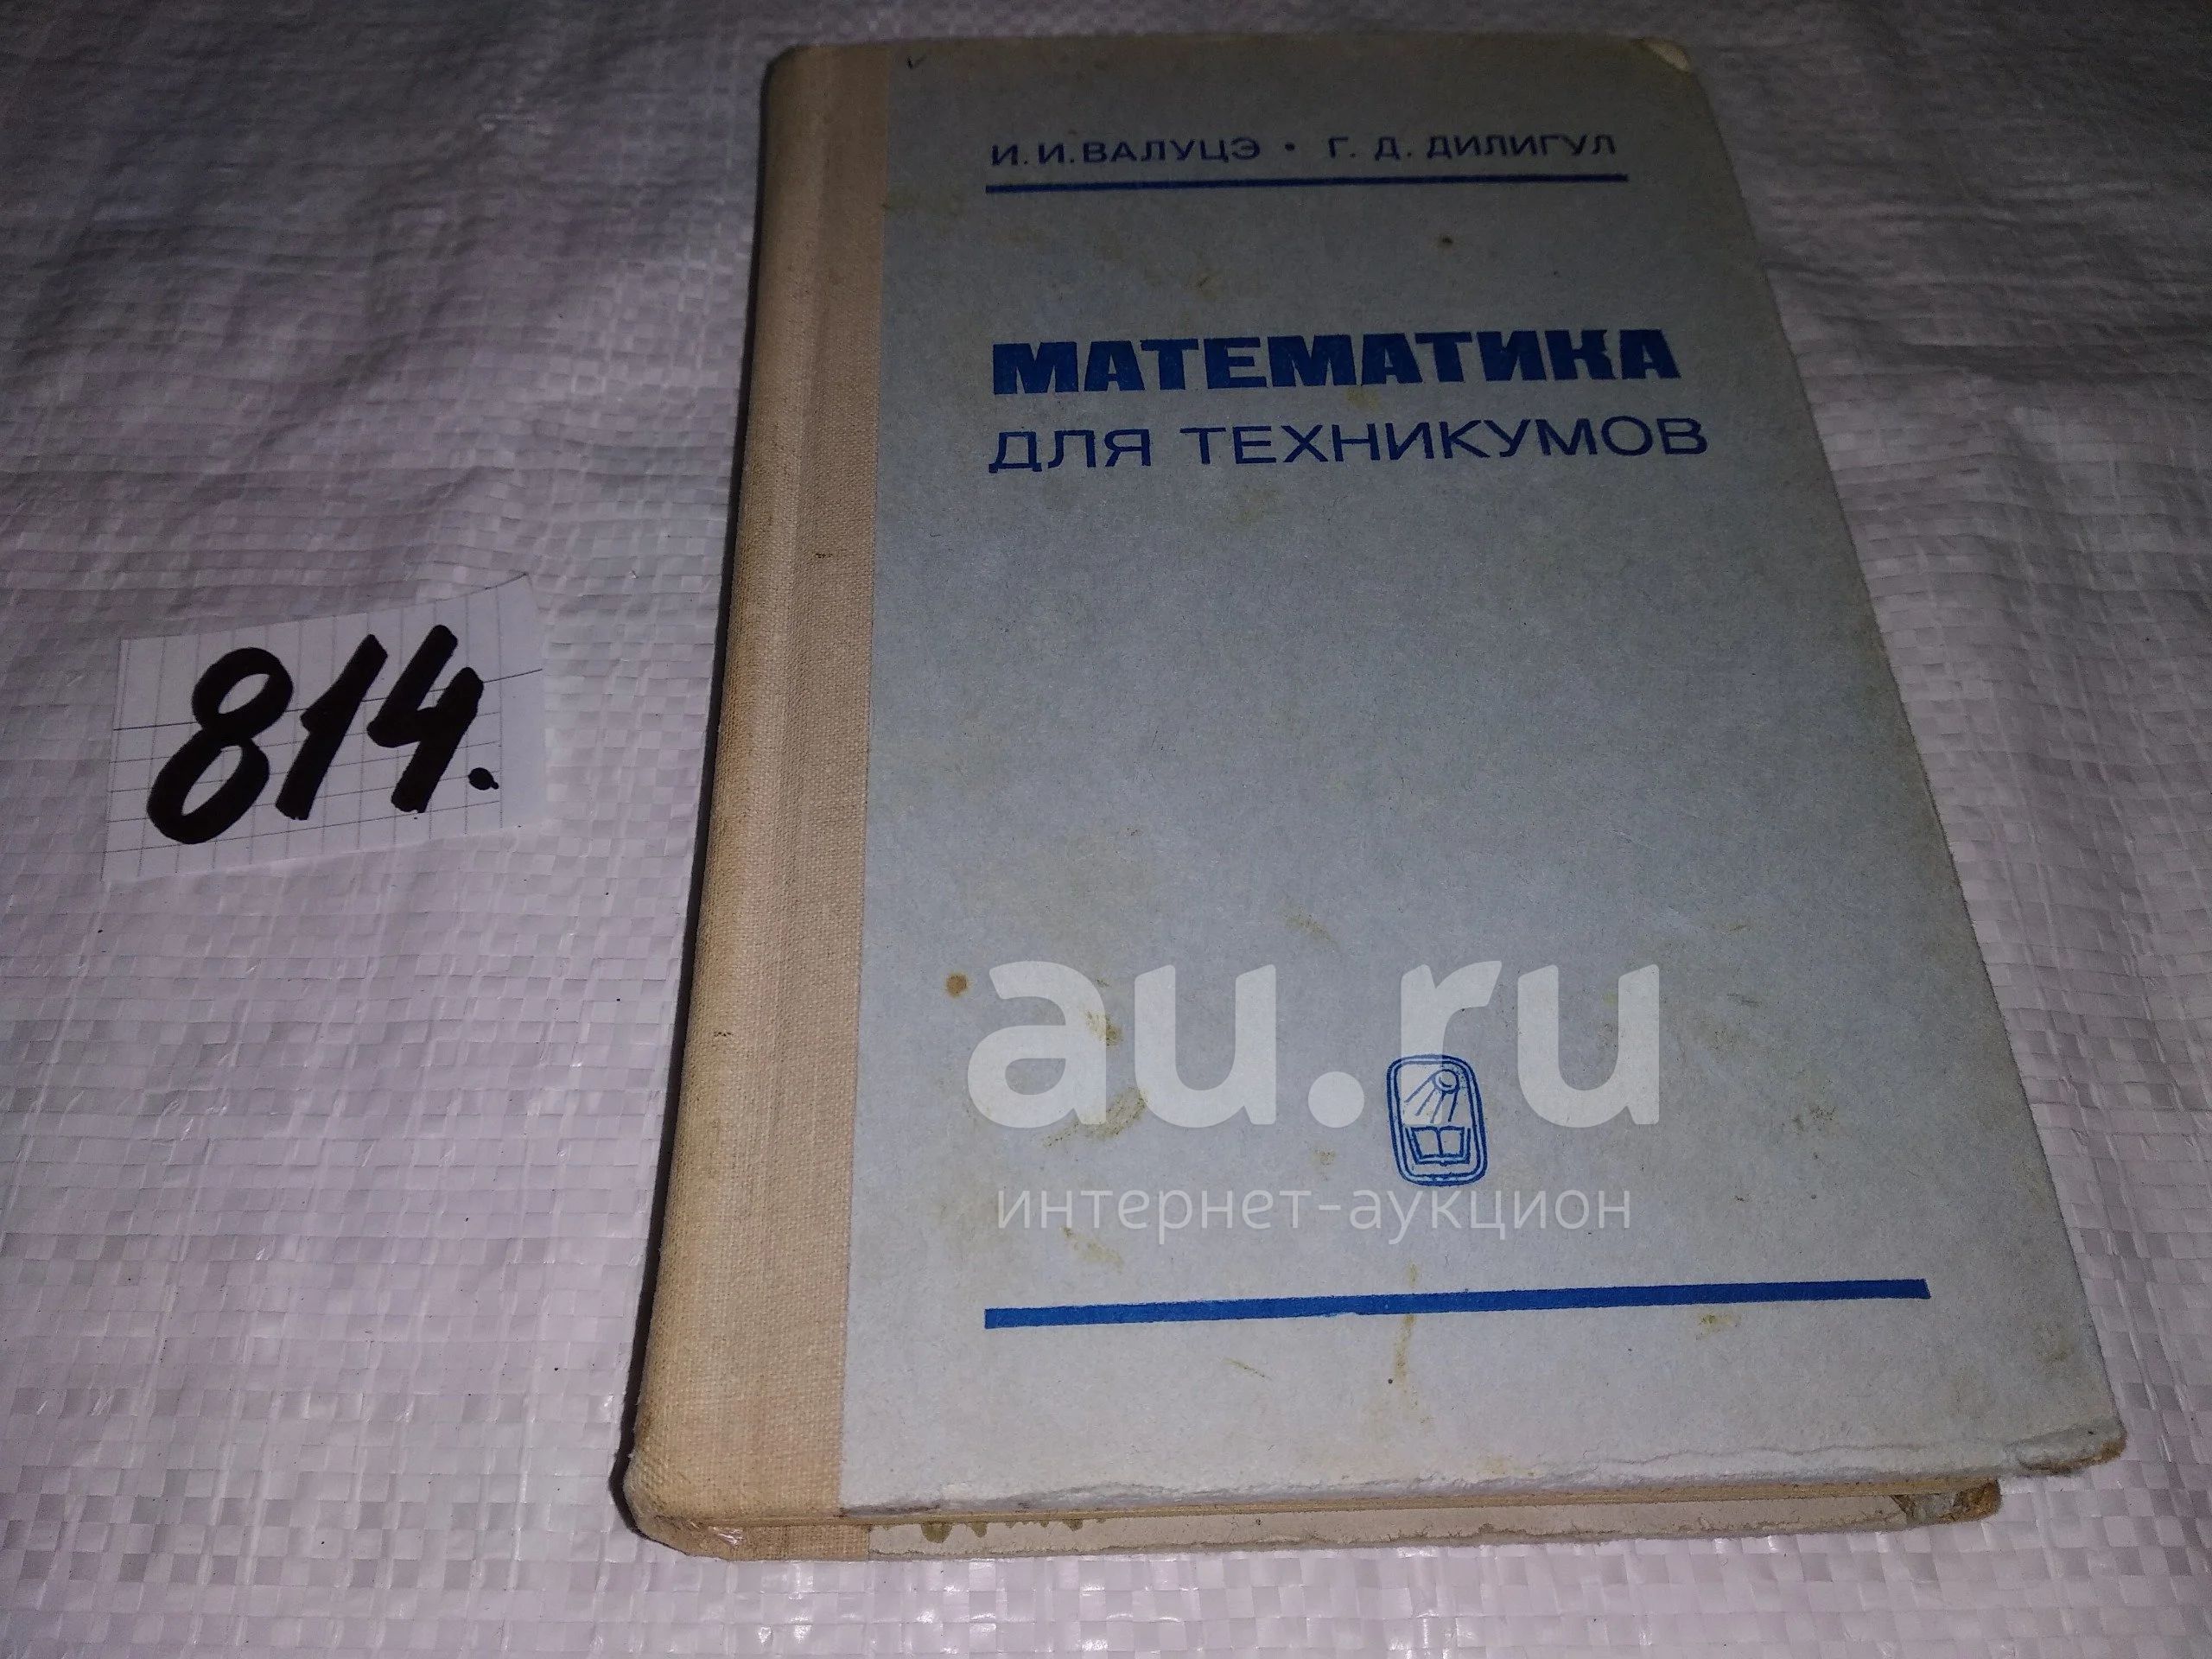 И. И. ВАЛУЦЭ • Г. Д. ДИЛИГУЛ
МАТЕМАТИКА
ДЛЯ ТЕХНИКУМОВ
814.
au.ru
интернет-аукцион